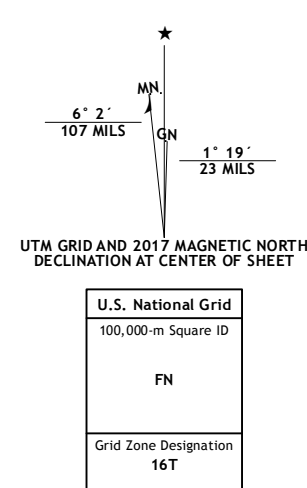 ★
MN.
6° 2´
107 MILS
GN
1° 19´
23 MILS
UTM GRID AND 2017 MAGNETIC NORTH
DECLINATION AT CENTER OF SHEET
U.S. National Grid
100,000-m Square ID
FN
Grid Zone Designation
16T